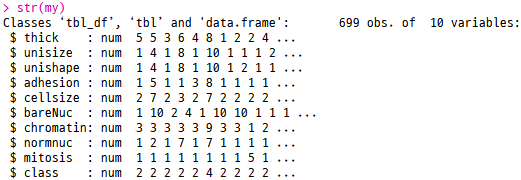 > str(my)
Classes ‘tbl_df’, ‘tbl’ and 'data.frame':	699 obs. of  10 variables:
 $ thick    : num  5 5 3 6 4 8 1 2 2 4 ...
 $ unisize  : num  1 4 1 8 1 10 1 1 1 2 ...
 $ unishape : num  1 4 1 8 1 10 1 2 1 1 ...
 $ adhesion : num  1 5 1 1 3 8 1 1 1 1 ...
 $ cellsize : num  2 7 2 3 2 7 2 2 2 2 ...
 $ bareNuc  : num  1 10 2 4 1 10 10 1 1 1 ...
 $ chromatin: num  3 3 3 3 3 9 3 3 1 2 ...
 $ normnuc  : num  1 2 1 7 1 7 1 1 1 1 ...
 $ mitosis  : num  1 1 1 1 1 1 1 1 5 1 ...
 $ class    : num  2 2 2 2 2 4 2 2 2 2 ...